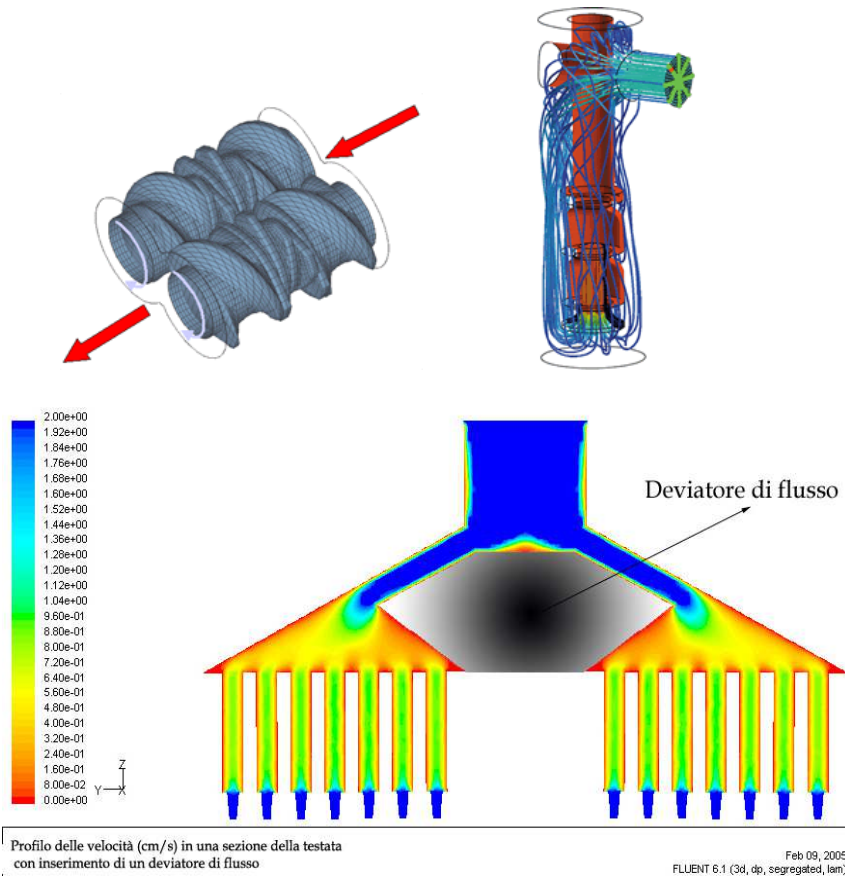 Deviatore di flusso
2.00e+00
1.92e+00
1.84e+00
1.76e+00
1.68e+00
1.60e+00
1.52e+00
1.44e+00
1.36e+00
1.28e+00
1.20e+00
1.12e+00
1.04e+00
9.60e-01
8.80e-01
8.00e-01
7.20e-01
6.40e-01
5.60e-01
4.80e-01
4.00e-01
3.20e-01
2.40e-01
1.60e-01
8.00e-02
0.00e+00
Z
Y X
Profilo delle velocità (cm/s) in una sezione della testata
con inserimento di un deviatore di flusso
Feb 09, 2005
FLUENT 6.1 (3d, dp, segregated, lam)